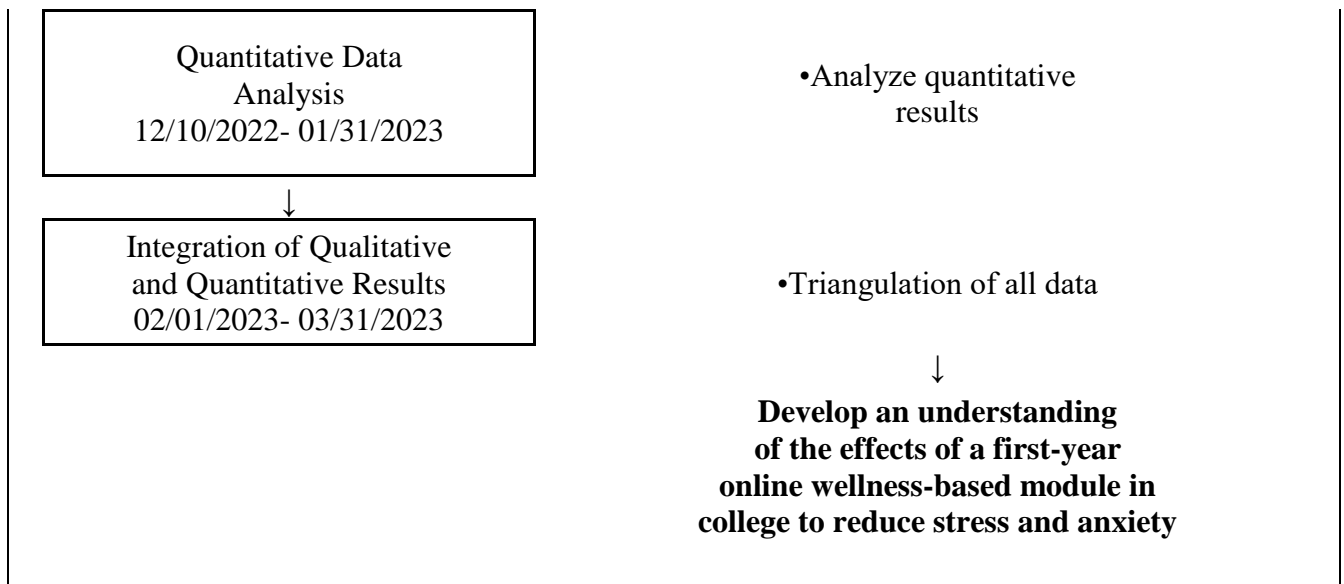 Quantitative Data
Analysis
12/10/2022- 01/31/2023
•Analyze quantitative
results
↓
Integration of Qualitative
and Quantitative Results
02/01/2023- 03/31/2023
•Triangulation of all data
↓
Develop an understanding
of the effects of a first-year
online wellness-based module in
college to reduce stress and anxiety